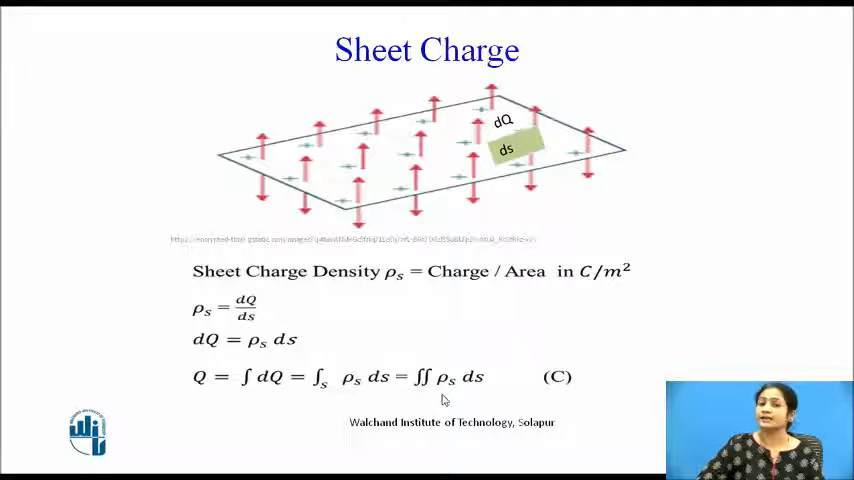 Sheet Charge
dQ
ds
Sheet Charge Density ρₛ = Charge / Area in C/m²
ρₛ = dQ/ds
dQ = ρₛ ds
Q = ∫ dQ = ∫ₛ ρₛ ds = ∬ ρₛ ds (C)
Walchand Institute of Technology, Solapur